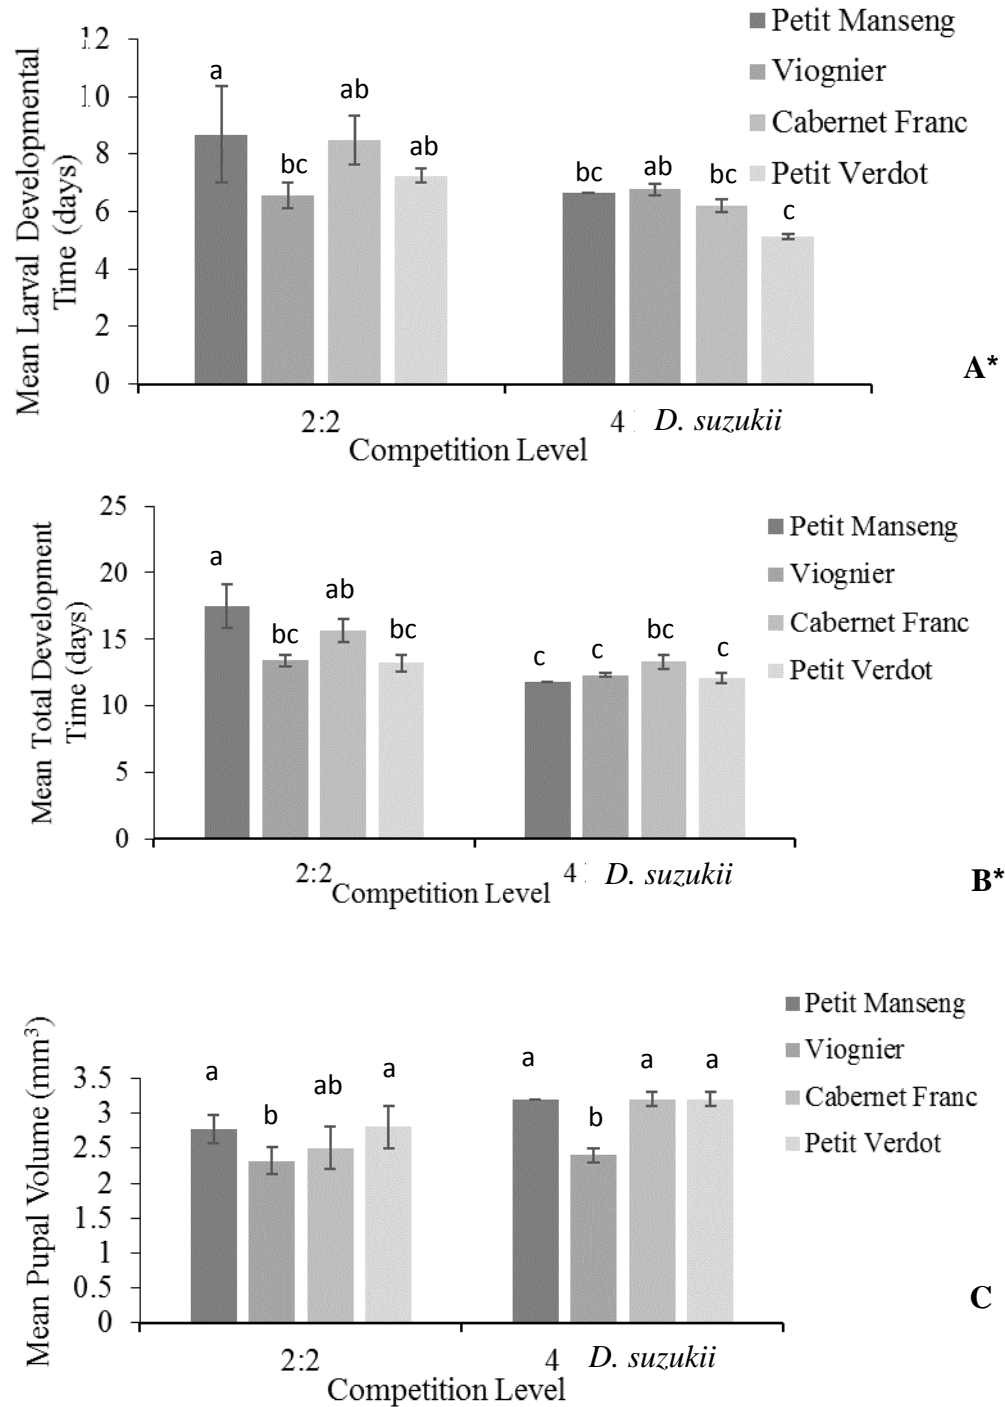 Mean Larval Developmental
Time (days)
12
10
8
6
4
2
0
a
bc
ab
ab
bc
ab
bc
c
Petit Manseng
Viognier
Cabernet Franc
Petit Verdot
2:2
4 D. suzukii
Competition Level
A*
Mean Total Development
Time (days)
25
20
15
10
5
0
a
bc
ab
bc
c
c
bc
c
Petit Manseng
Viognier
Cabernet Franc
Petit Verdot
2:2
4 D. suzukii
Competition Level
B*
Mean Pupal Volume (mm³)
3.5
3
2.5
2
1.5
1
0.5
0
a
b
ab
a
a
b
a
a
Petit Manseng
Viognier
Cabernet Franc
Petit Verdot
2:2
4 D. suzukii
Competition Level
C